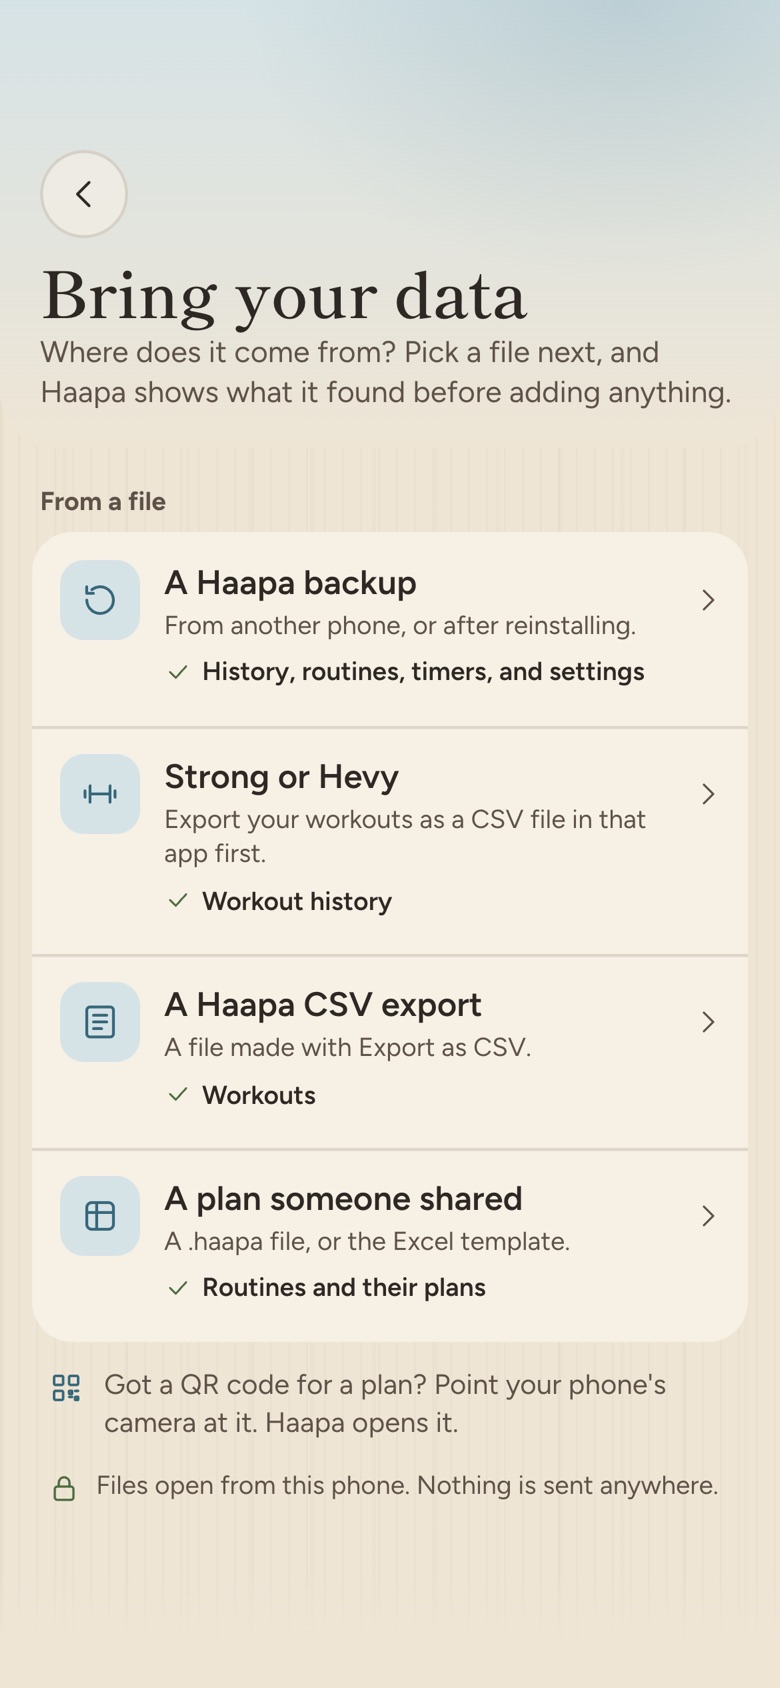 Bring your data
Where does it come from? Pick a file next, and
Haapa shows what it found before adding anything.
From a file
A Haapa backup
From another phone, or after reinstalling.
History, routines, timers, and settings
Strong or Hevy
Export your workouts as a CSV file in that
app first.
Workout history
A Haapa CSV export
A file made with Export as CSV.
Workouts
A plan someone shared
A .haapa file, or the Excel template.
Routines and their plans
Got a QR code for a plan? Point your phone's
camera at it. Haapa opens it.
Files open from this phone. Nothing is sent anywhere.